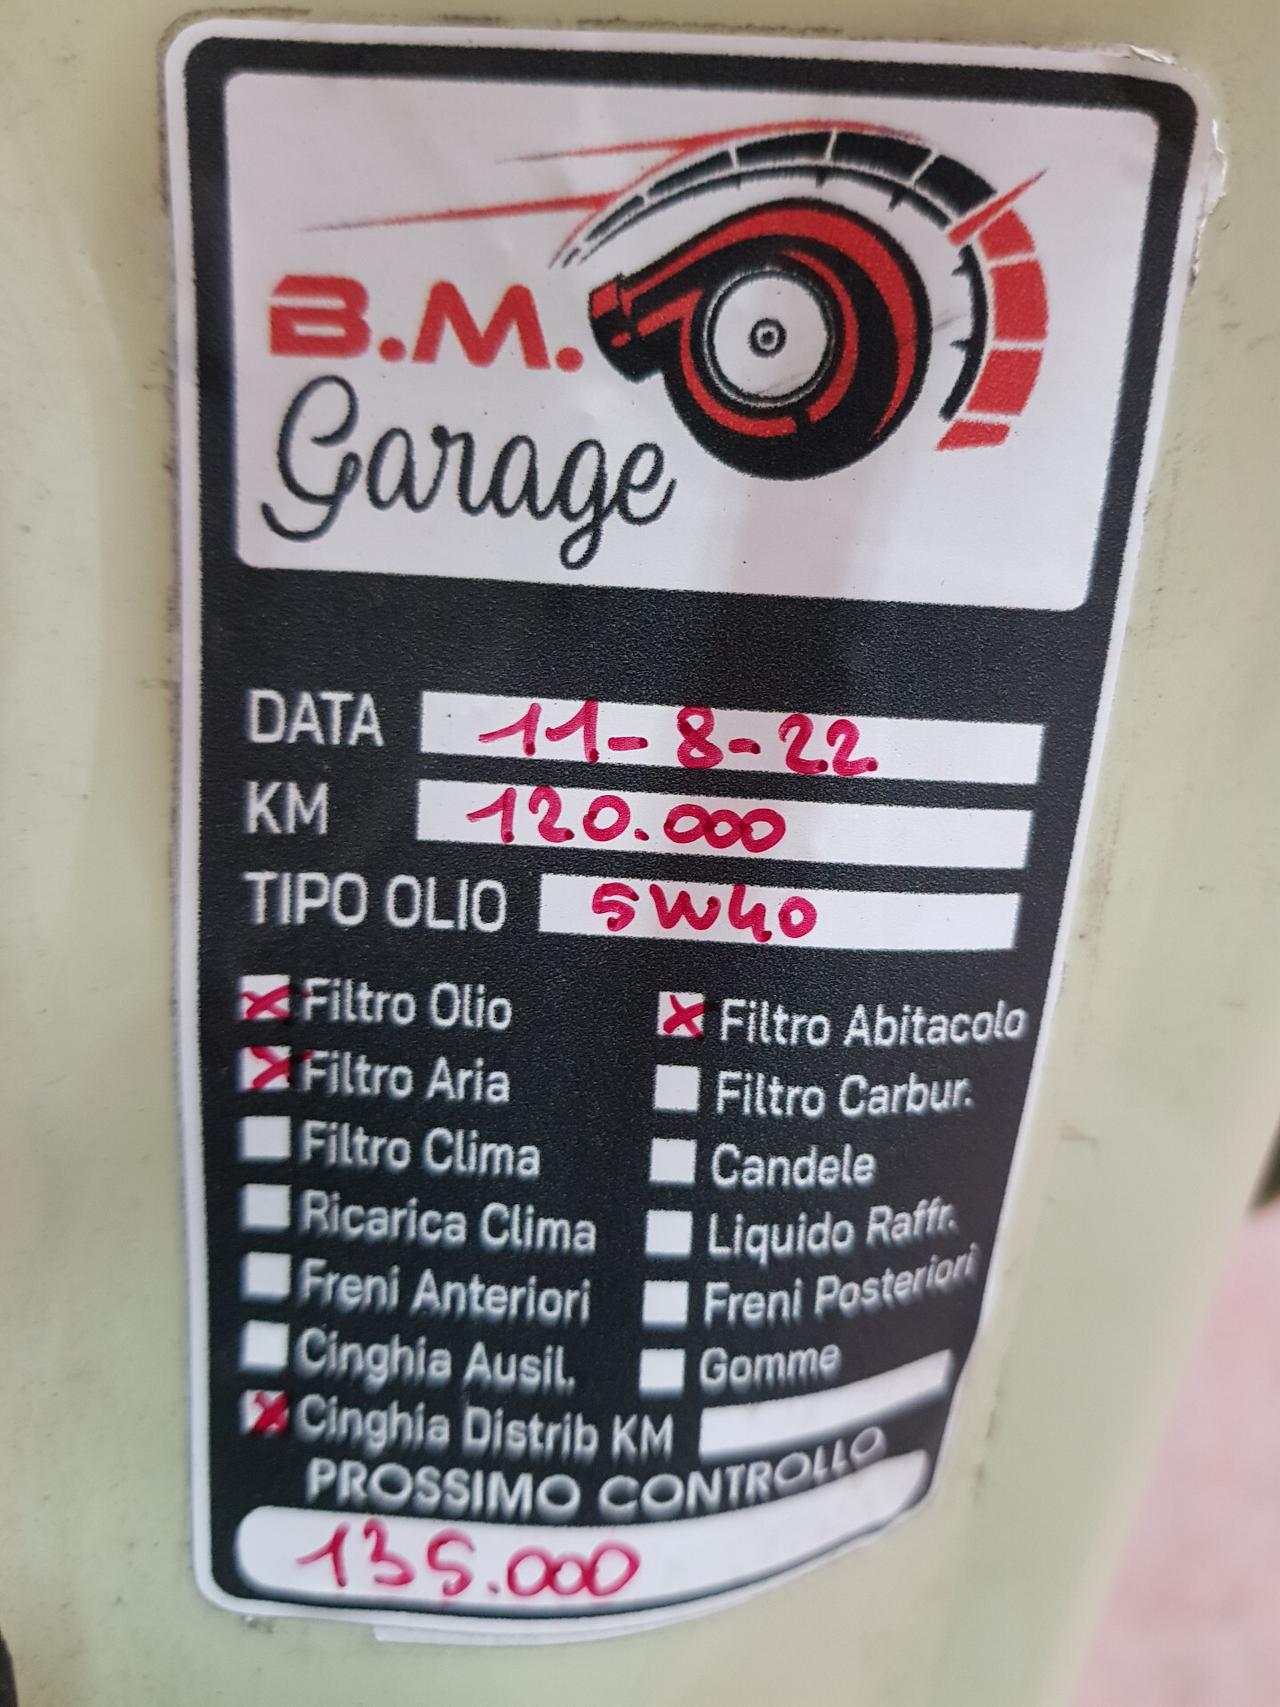 B.M.
Garage
DATA 11-8-22
KM 120.000
TIPO OLIO 5W40
Filtro Olio
Filtro Aria
Filtro Clima
Ricarica Clima
Freni Anteriori
Cinghia Ausil.
Cinghia Distrib KM
Filtro Abitacolo
Filtro Carbur.
Candele
Liquido Raffr.
Freni Posteriori
Gomme
PROSSIMO CONTROLLO
135.000